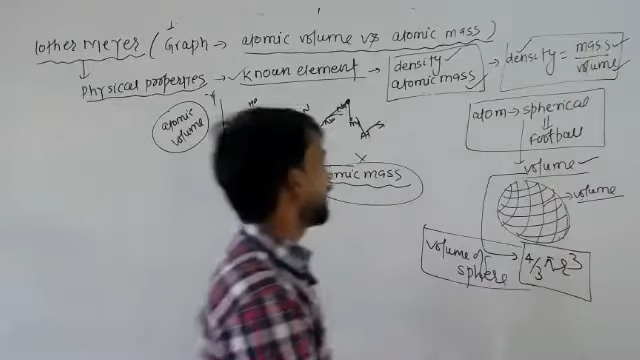 Lother Meyer (Graph → atomic volume vs atomic mass)
Physical properties → ✓ Known element → density ✓
atomic mass ✓
→ density = mass ✓
volume ✓
atomic
volume
atomic mass
atom → spherical
Football
volume ✓
→ volume
volume of
sphere
→ 4/3 πr3